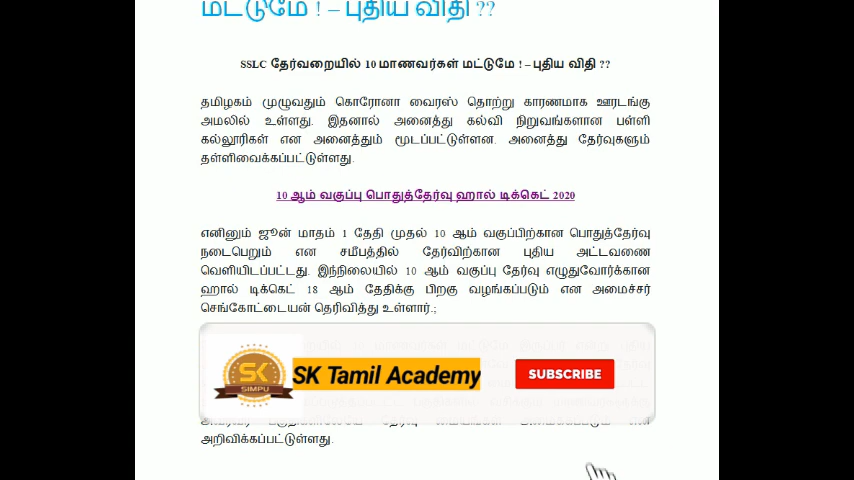 மட்டுமே ! – புதிய விதி ??
SSLC தேர்வறையில் 10 மாணவர்கள் மட்டுமே ! – புதிய விதி ??
தமிழகம் முழுவதும் கொரோனா வைரஸ் தொற்று காரணமாக ஊரடங்கு
அமலில் உள்ளது. இதனால் அனைத்து கல்வி நிறுவங்களான பள்ளி
கல்லூரிகள் என அனைத்தும் மூடப்பட்டுள்ளன. அனைத்து தேர்வுகளும்
தள்ளிவைக்கப்பட்டுள்ளது.
10 ஆம் வகுப்பு பொதுத்தேர்வு ஹால் டிக்கெட் 2020
எனினும் ஜூன் மாதம் 1 தேதி முதல் 10 ஆம் வகுப்பிற்கான பொதுத்தேர்வு
நடைபெறும் என சமீபத்தில் தேர்விற்கான புதிய அட்டவணை
வெளியிடப்பட்டது. இந்நிலையில் 10 ஆம் வகுப்பு தேர்வு எழுதுவோர்க்கான
ஹால் டிக்கெட் 18 ஆம் தேதிக்கு பிறகு வழங்கப்படும் என அமைச்சர்
செங்கோட்டையன் தெரிவித்து உள்ளார்.;
SK
SIMPU
SK Tamil Academy
SUBSCRIBE
அறிவிக்கப்பட்டுள்ளது.